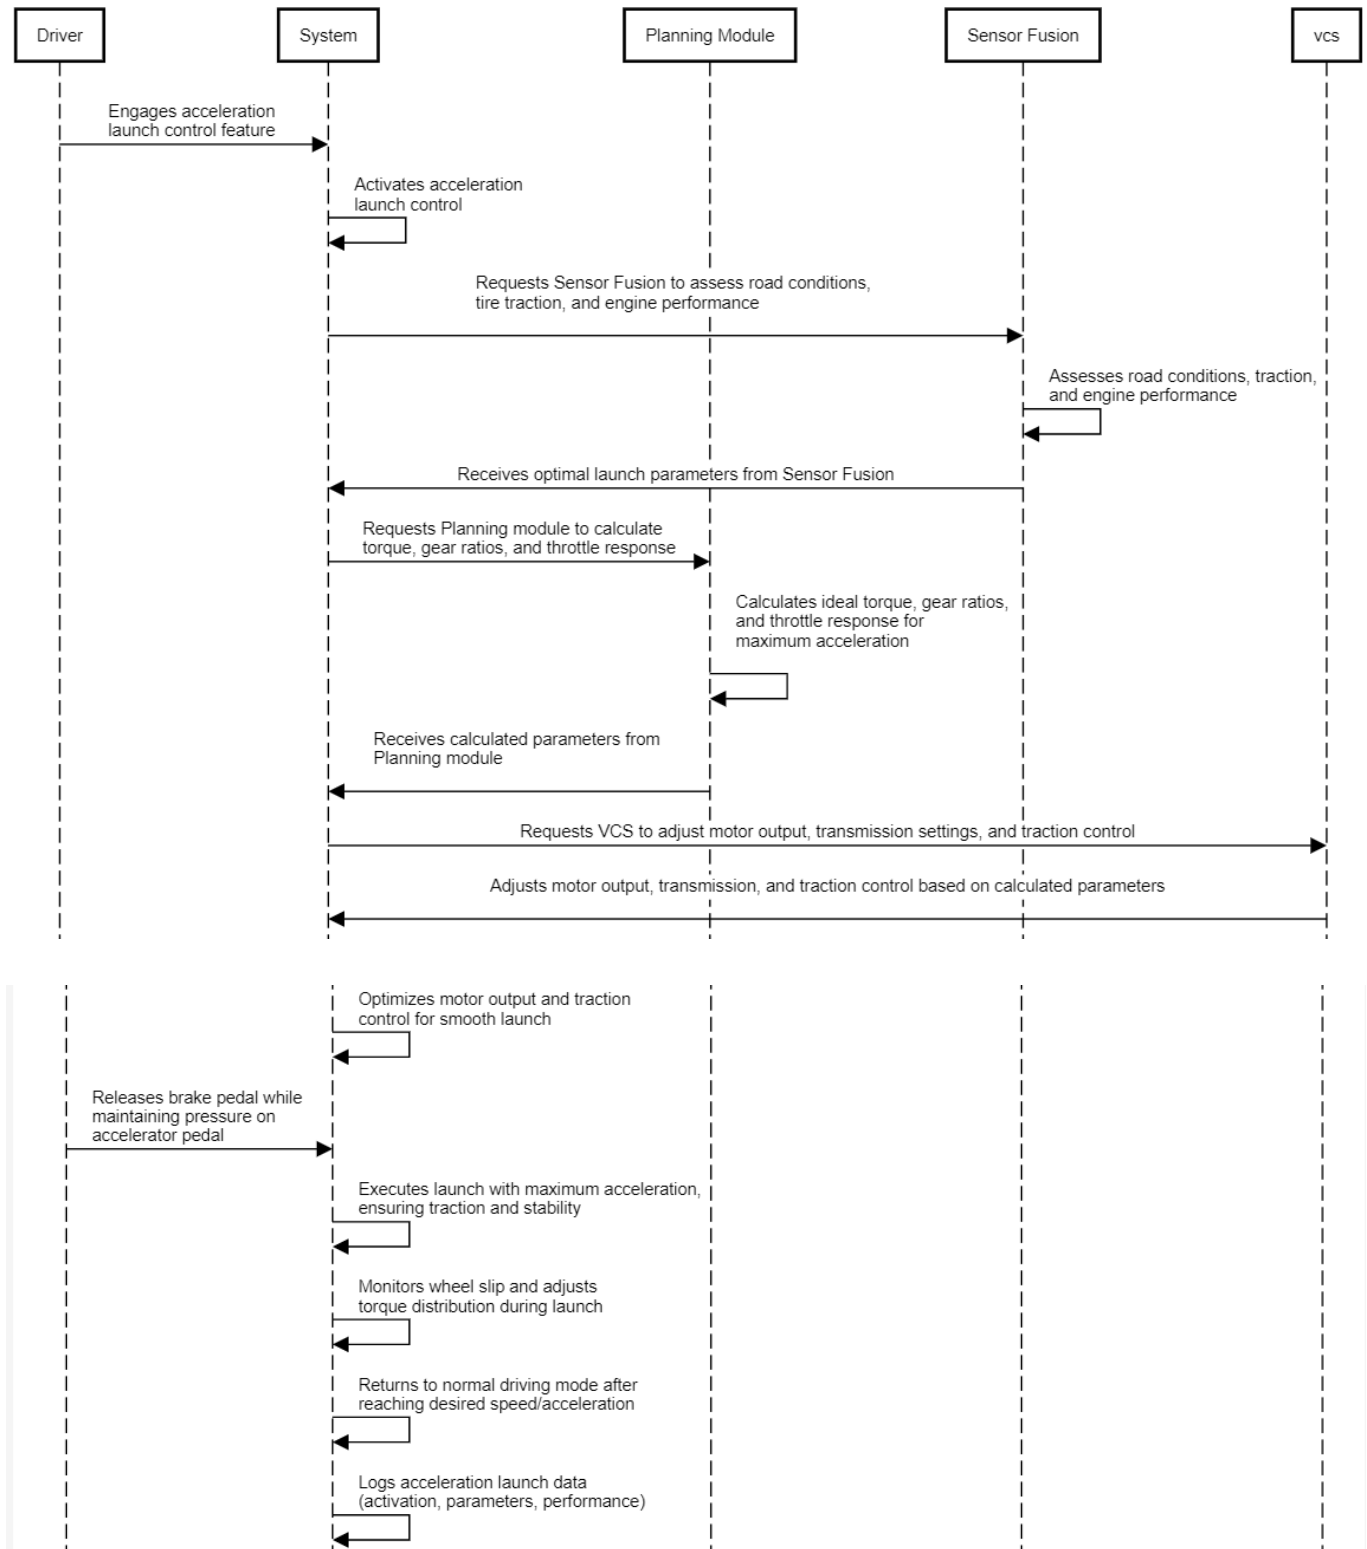 Driver
System
Planning Module
Sensor Fusion
vcs
Engages acceleration
launch control feature
Activates acceleration
launch control
Requests Sensor Fusion to assess road conditions,
tire traction, and engine performance
Assesses road conditions, traction,
and engine performance
Receives optimal launch parameters from Sensor Fusion
Requests Planning module to calculate
torque, gear ratios, and throttle response
Calculates ideal torque, gear ratios,
and throttle response for
maximum acceleration
Receives calculated parameters from
Planning module
Requests VCS to adjust motor output, transmission settings, and traction control
Adjusts motor output, transmission, and traction control based on calculated parameters
Optimizes motor output and traction
control for smooth launch
Releases brake pedal while
maintaining pressure on
accelerator pedal
Executes launch with maximum acceleration,
ensuring traction and stability
Monitors wheel slip and adjusts
torque distribution during launch
Returns to normal driving mode after
reaching desired speed/acceleration
Logs acceleration launch data
(activation, parameters, performance)